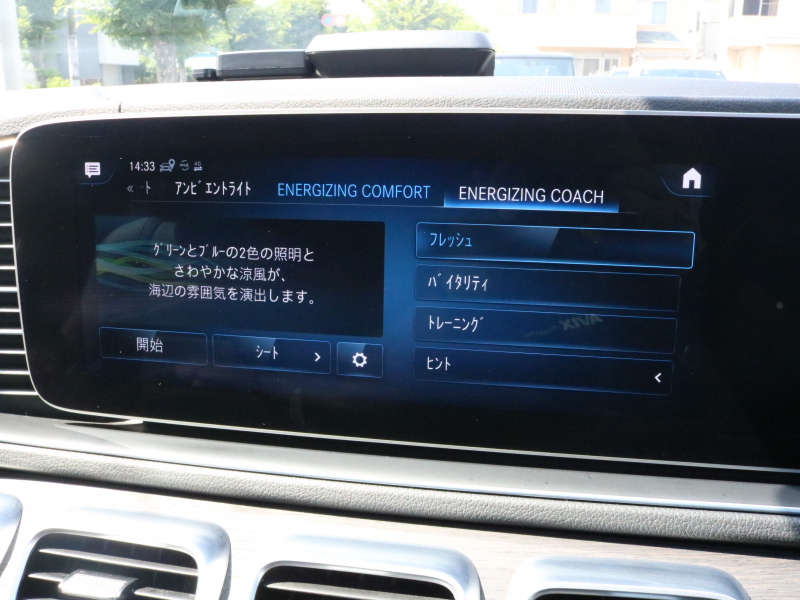 14:33
ト アンビエントライト ENERGIZING COMFORT ENERGIZING COACH
グリーンとブルーの2色の照明と
さわやかな涼風が、
海辺の雰囲気を演出します。
開始 シート
フレッシュ
バイタリティ
トレーニング
ヒント